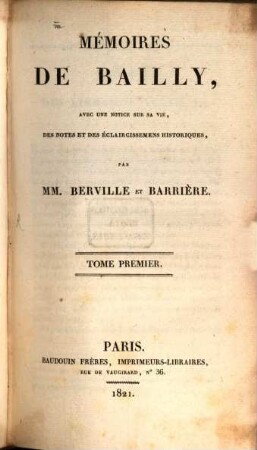 MÉMOIRES
DE BAILLY,
AVEC UNE NOTICE SUR SA VIE,
DES NOTES ET DES ÉCLAIRCISSEMENS HISTORIQUES,
PAR
MM. BERVILLE ET BARRIÈRE.
TOME PREMIER.
PARIS.
BAUDOUIN FRÈRES, IMPRIMEURS-LIBRAIRES,
RUE DE VAUGIRARD, N° 36.
1821.